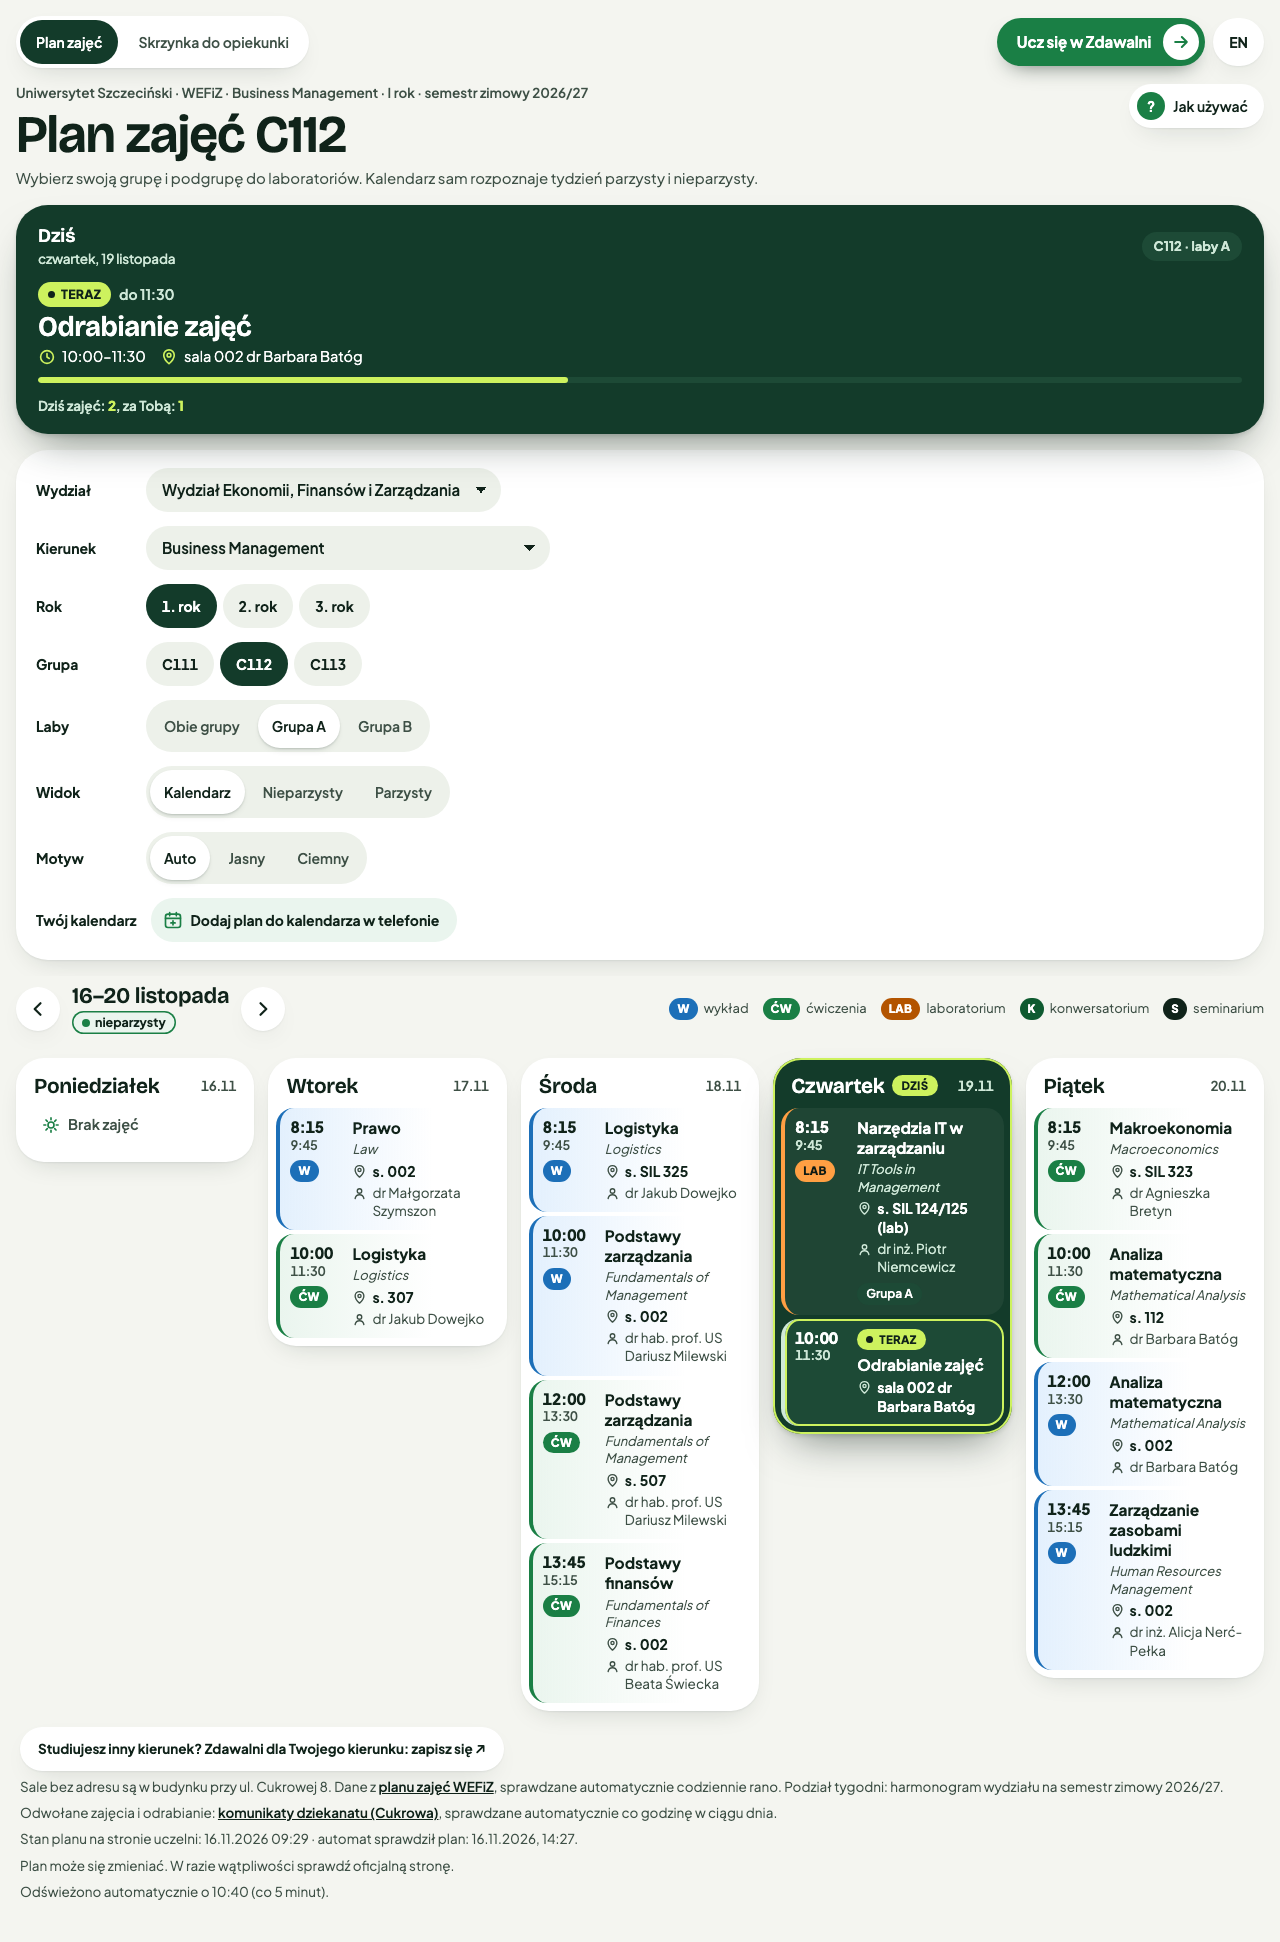 Plan zajęć
Skrzynka do opiekunki
Ucz się w Zdawalni
EN
Uniwersytet Szczeciński · WEFiZ · Business Management · I rok · semestr zimowy 2026/27
Plan zajęć C112
? Jak używać
Wybierz swoją grupę i podgrupę do laboratoriów. Kalendarz sam rozpoznaje tydzień parzysty i nieparzysty.
Dziś
czwartek, 19 listopada
C112 · laby A
TERAZ do 11:30
Odrabianie zajęć
10:00–11:30 sala 002 dr Barbara Batóg
Dziś zajęć: 2, za Tobą: 1
Wydział
Wydział Ekonomii, Finansów i Zarządzania
Kierunek
Business Management
Rok
1. rok 2. rok 3. rok
Grupa
C111 C112 C113
Laby
Obie grupy Grupa A Grupa B
Widok
Kalendarz Nieparzysty Parzysty
Motyw
Auto Jasny Ciemny
Twój kalendarz
Dodaj plan do kalendarza w telefonie
16–20 listopada
nieparzysty
W wykład ĆW ćwiczenia LAB laboratorium K konwersatorium S seminarium
Poniedziałek 16.11
Brak zajęć
Wtorek 17.11
8:15
9:45
W
Prawo
Law
s. 002
dr Małgorzata
Szymszon
10:00
11:30
ĆW
Logistyka
Logistics
s. 307
dr Jakub Dowejko
Środa 18.11
8:15
9:45
W
Logistyka
Logistics
s. SIL 325
dr Jakub Dowejko
10:00
11:30
W
Podstawy
zarządzania
Fundamentals of
Management
s. 002
dr hab. prof. US
Dariusz Milewski
12:00
13:30
ĆW
Podstawy
zarządzania
Fundamentals of
Management
s. 507
dr hab. prof. US
Dariusz Milewski
13:45
15:15
ĆW
Podstawy
finansów
Fundamentals of
Finances
s. 002
dr hab. prof. US
Beata Świecka
Czwartek DZIŚ 19.11
8:15
9:45
LAB
Narzędzia IT w
zarządzaniu
IT Tools in
Management
s. SIL 124/125
(lab)
dr inż. Piotr
Niemcewicz
Grupa A
10:00
11:30
TERAZ
Odrabianie zajęć
sala 002 dr
Barbara Batóg
Piątek 20.11
8:15
9:45
ĆW
Makroekonomia
Macroeconomics
s. SIL 323
dr Agnieszka
Bretyn
10:00
11:30
ĆW
Analiza
matematyczna
Mathematical Analysis
s. 112
dr Barbara Batóg
12:00
13:30
W
Analiza
matematyczna
Mathematical Analysis
s. 002
dr Barbara Batóg
13:45
15:15
W
Zarządzanie
zasobami
ludzkimi
Human Resources
Management
s. 002
dr inż. Alicja Nerć-
Pełka
Studiujesz inny kierunek? Zdawalni dla Twojego kierunku: zapisz się ↗
Sale bez adresu są w budynku przy ul. Cukrowej 8. Dane z planu zajęć WEFiZ, sprawdzane automatycznie codziennie rano. Podział tygodni: harmonogram wydziału na semestr zimowy 2026/27.
Odwołane zajęcia i odrabianie: komunikaty dziekanatu (Cukrowa), sprawdzane automatycznie co godzinę w ciągu dnia.
Stan planu na stronie uczelni: 16.11.2026 09:29 · automat sprawdził plan: 16.11.2026, 14:27.
Plan może się zmieniać. W razie wątpliwości sprawdź oficjalną stronę.
Odświeżono automatycznie o 10:40 (co 5 minut).